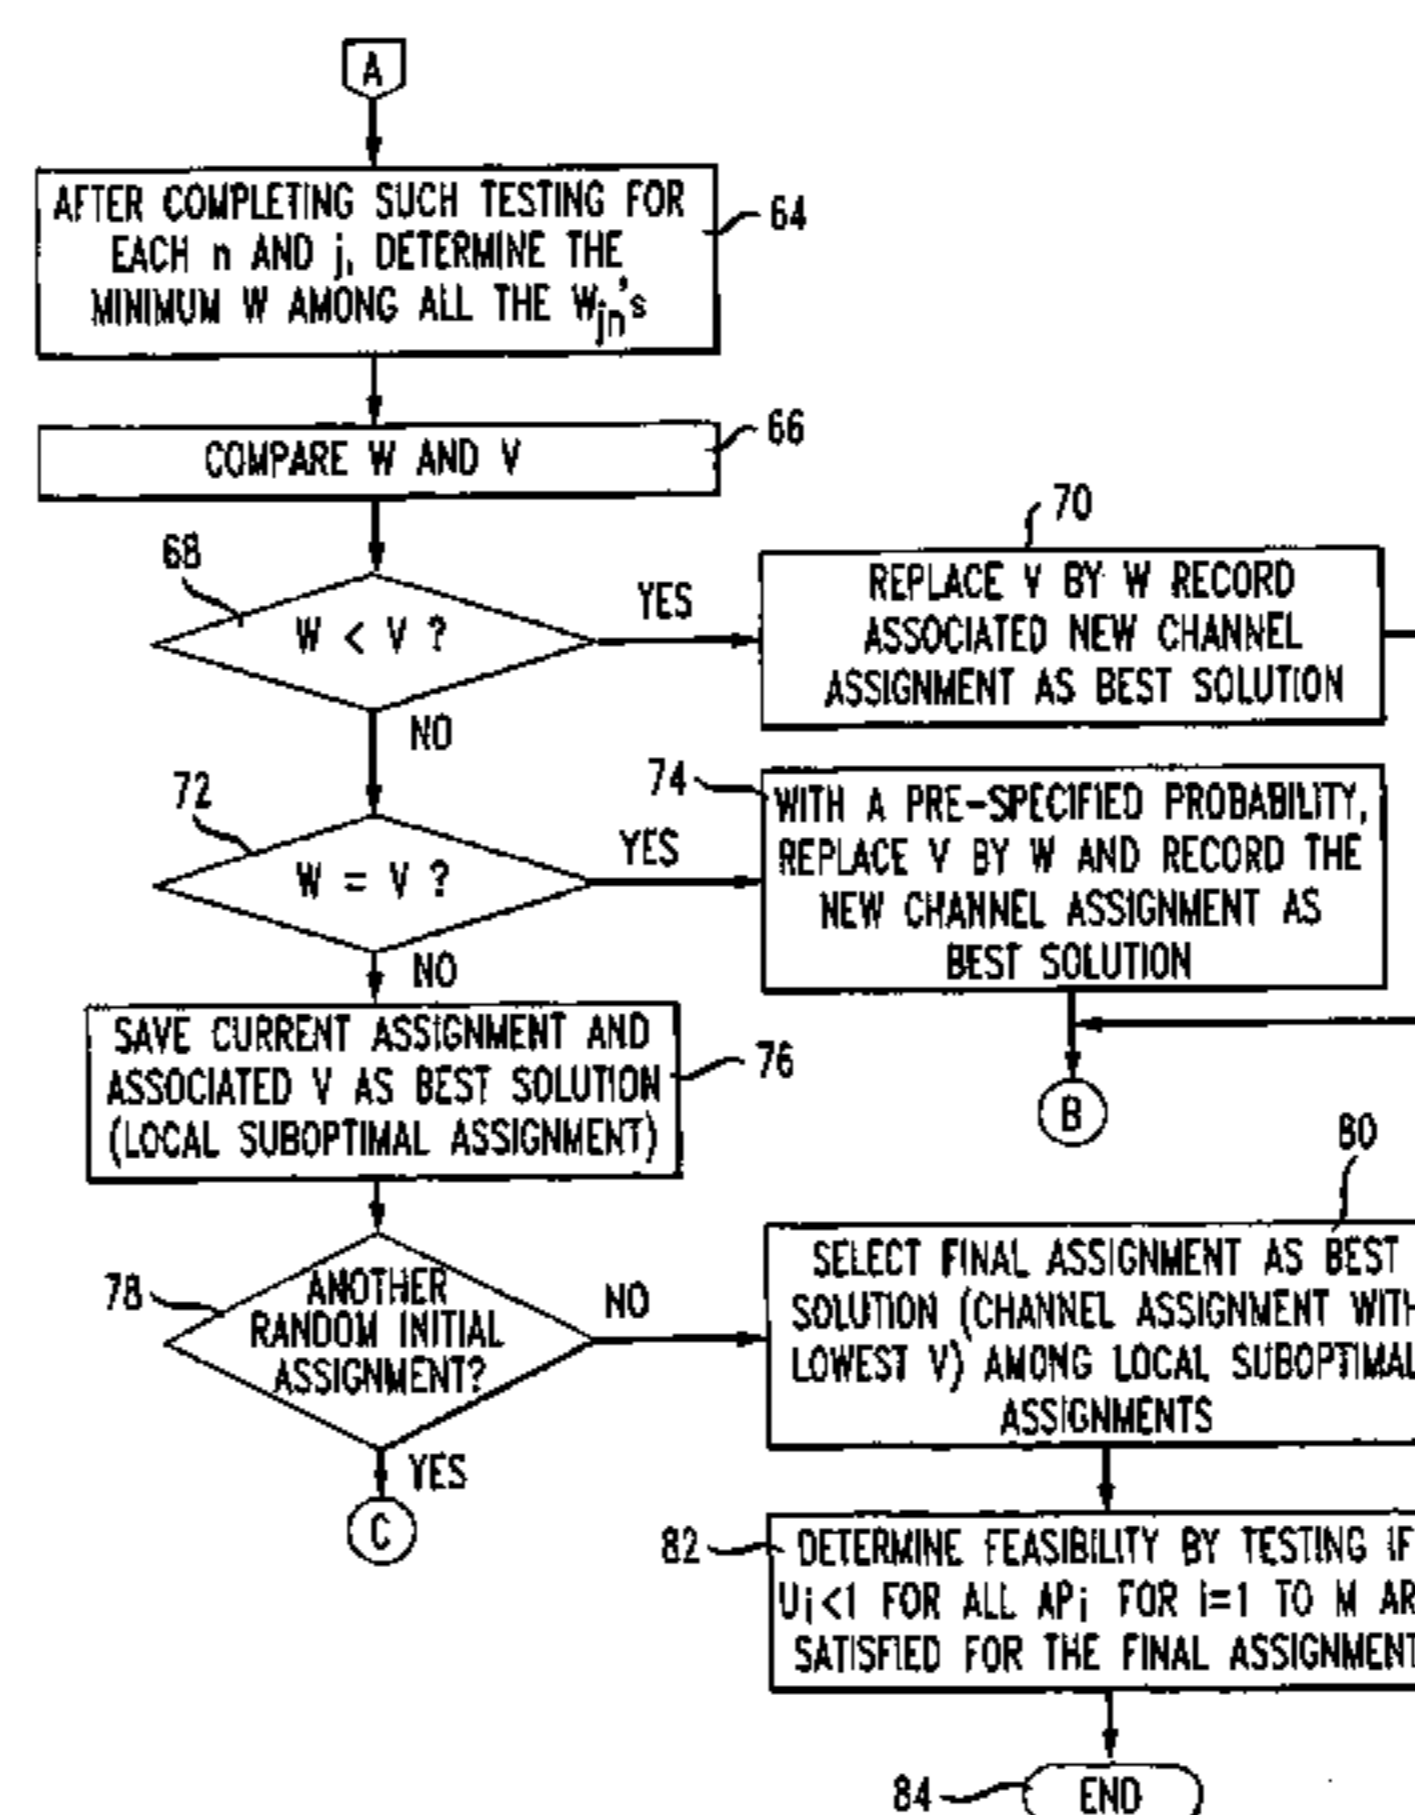 A
AFTER COMPLETING SUCH TESTING FOR
EACH n AND j, DETERMINE THE
MINIMUM W AMONG ALL THE Wjn's
64
COMPARE W AND V
66
68
W < V ?
YES
NO
70
REPLACE V BY W RECORD
ASSOCIATED NEW CHANNEL
ASSIGNMENT AS BEST SOLUTION
72
W = V ?
YES
NO
74
WITH A PRE-SPECIFIED PROBABILITY,
REPLACE V BY W AND RECORD THE
NEW CHANNEL ASSIGNMENT AS
BEST SOLUTION
B
SAVE CURRENT ASSIGNMENT AND
ASSOCIATED V AS BEST SOLUTION
(LOCAL SUBOPTIMAL ASSIGNMENT)
76
78
ANOTHER
RANDOM INITIAL
ASSIGNMENT?
NO
YES
C
80
SELECT FINAL ASSIGNMENT AS BEST
SOLUTION (CHANNEL ASSIGNMENT WITH
LOWEST V) AMONG LOCAL SUBOPTIMAL
ASSIGNMENTS
82
DETERMINE FEASIBILITY BY TESTING IF
Ui<1 FOR ALL APi FOR i=1 TO M AR
SATISFIED FOR THE FINAL ASSIGNMENT
84
END